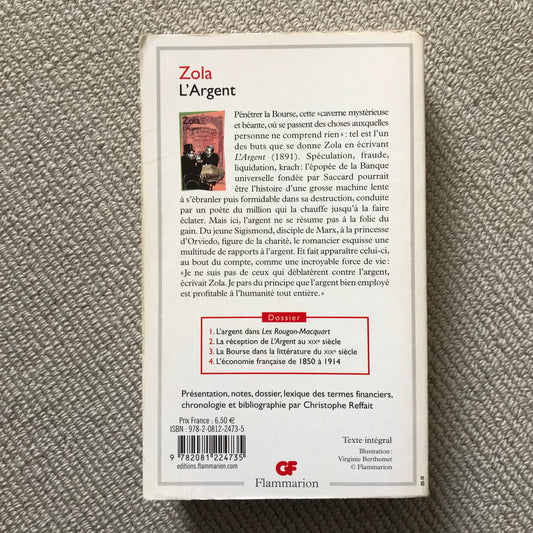 Zola
L'Argent
Zola
L'Argent
Pénétrer la Bourse, cette «caverne mystérieuse
et béante, où se passent des choses auxquelles
personne ne comprend rien» : tel est l'un
des buts que se donne Zola en écrivant
L'Argent (1891). Spéculation, fraude,
liquidation, krach : l'épopée de la Banque
universelle fondée par Saccard pourrait
être l'histoire d'une grosse machine lente
à s'ébranler puis formidable dans sa destruction, conduite
par un poète du million qui la chauffe jusqu'à la faire
éclater. Mais ici, l'argent ne se résume pas à la folie du
gain. Du jeune Sigismond, disciple de Marx, à la princesse
d'Orviedo, figure de la charité, le romancier esquisse une
multitude de rapports à l'argent. Et fait apparaître celui-ci,
au bout du compte, comme une incroyable force de vie :
«Je ne suis pas de ceux qui déblatèrent contre l'argent,
écrivait Zola. Je pars du principe que l'argent bien employé
est profitable à l'humanité tout entière.»
Dossier
1. L'argent dans Les Rougon-Macquart
2. La réception de L'Argent au XIXe siècle
3. La Bourse dans la littérature du XIXe siècle
4. L'économie française de 1850 à 1914
Présentation, notes, dossier, lexique des termes financiers,
chronologie et bibliographie par Christophe Reffait
Prix France : 6,50 €
ISBN : 978-2-0812-2473-5
9 782081 224735
editions.flammarion.com
GF
Flammarion
Texte intégral
Illustration :
Virginie Berthemet
© Flammarion